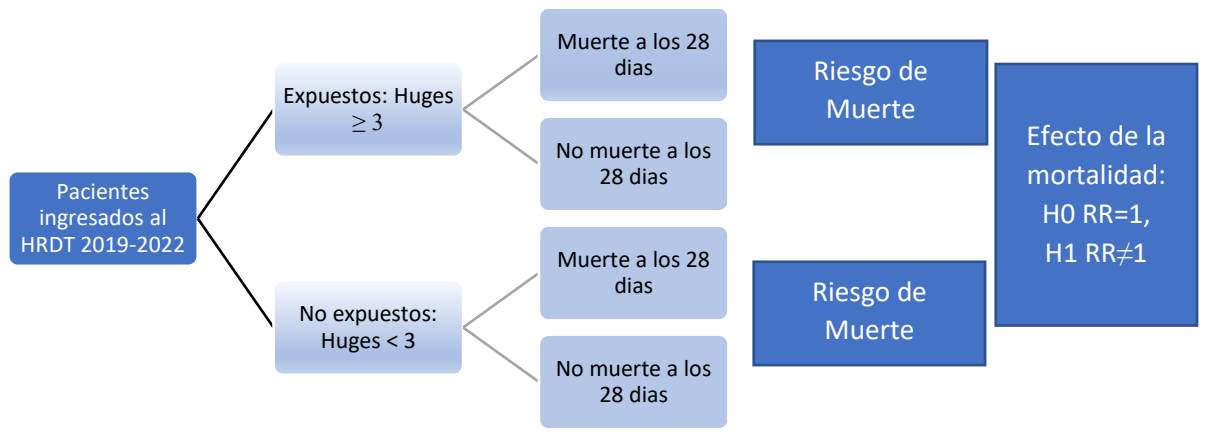 Pacientes
ingresados al
HRDT 2019-2022
Expuestos: Huges
≥ 3
No expuestos:
Huges < 3
Muerte a los 28
dias
No muerte a los
28 dias
Muerte a los 28
dias
No muerte a los
28 dias
Riesgo de
Muerte
Riesgo de
Muerte
Efecto de la
mortalidad:
H0 RR=1,
H1 RR≠1